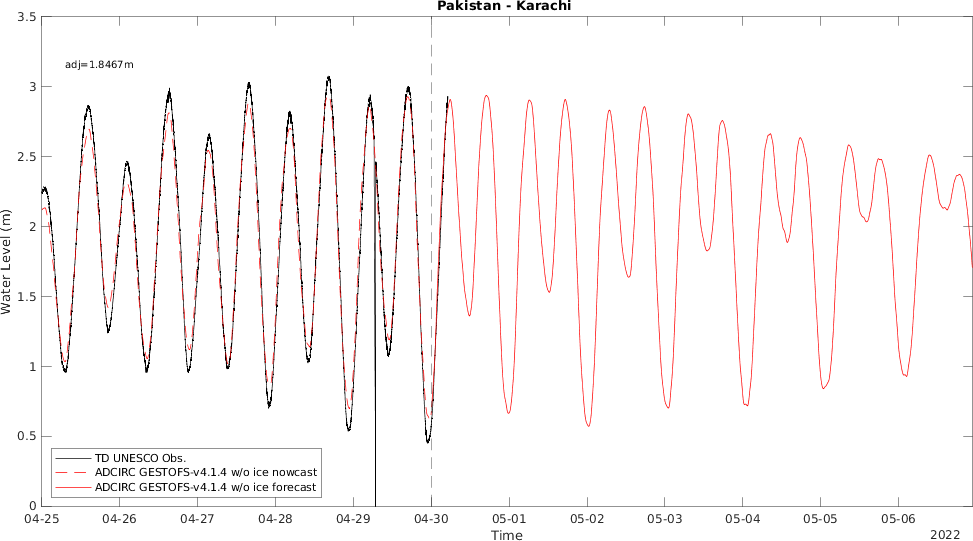 Pakistan - Karachi
adj=1.8467m
Water Level (m)
3.5
3
2.5
2
1.5
1
0.5
0
TD UNESCO Obs.
ADCIRC GESTOFS-v4.1.4 w/o ice nowcast
ADCIRC GESTOFS-v4.1.4 w/o ice forecast
04-25 04-26 04-27 04-28 04-29 04-30 05-01 05-02 05-03 05-04 05-05 05-06
Time
2022